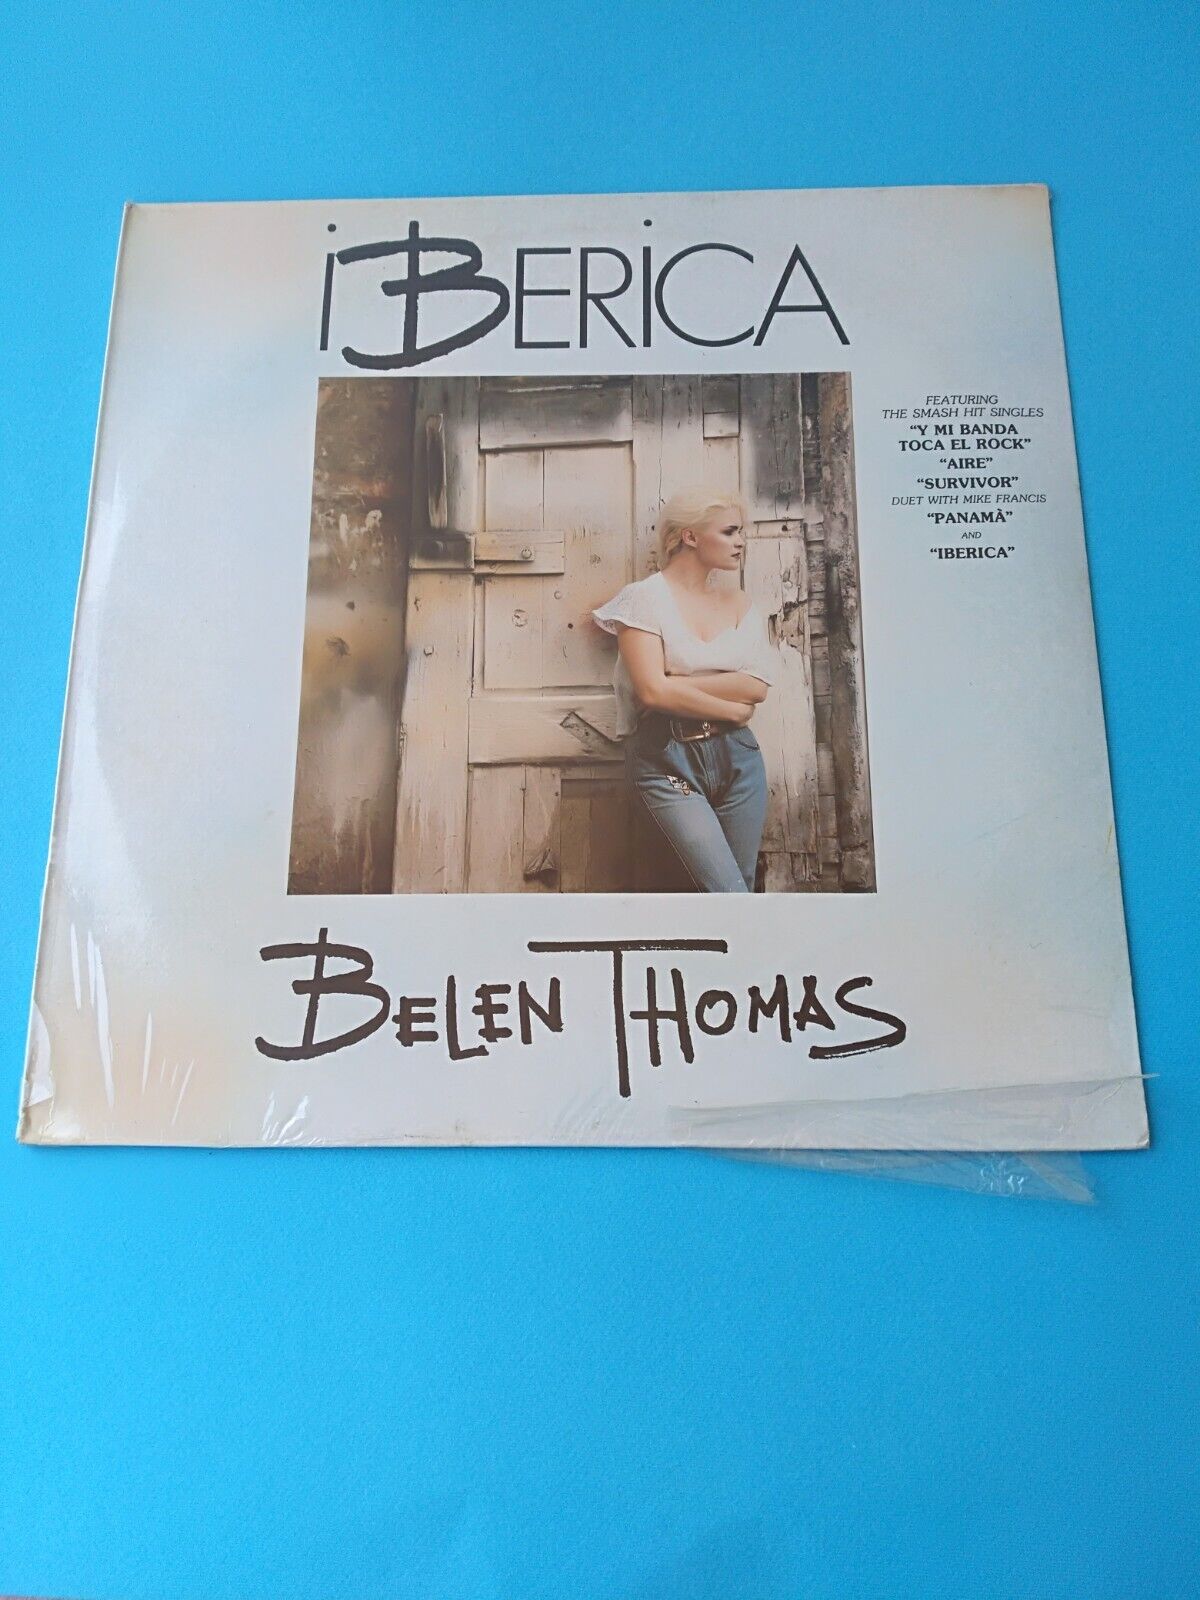 iBERiCA
FEATURING
THE SMASH HIT SINGLES
“Y MI BANDA
TOCA EL ROCK”
“AIRE”
“SURVIVOR”
DUET WITH MIKE FRANCIS
“PANAMÀ”
AND
“IBERICA”
BELEN THOMAS